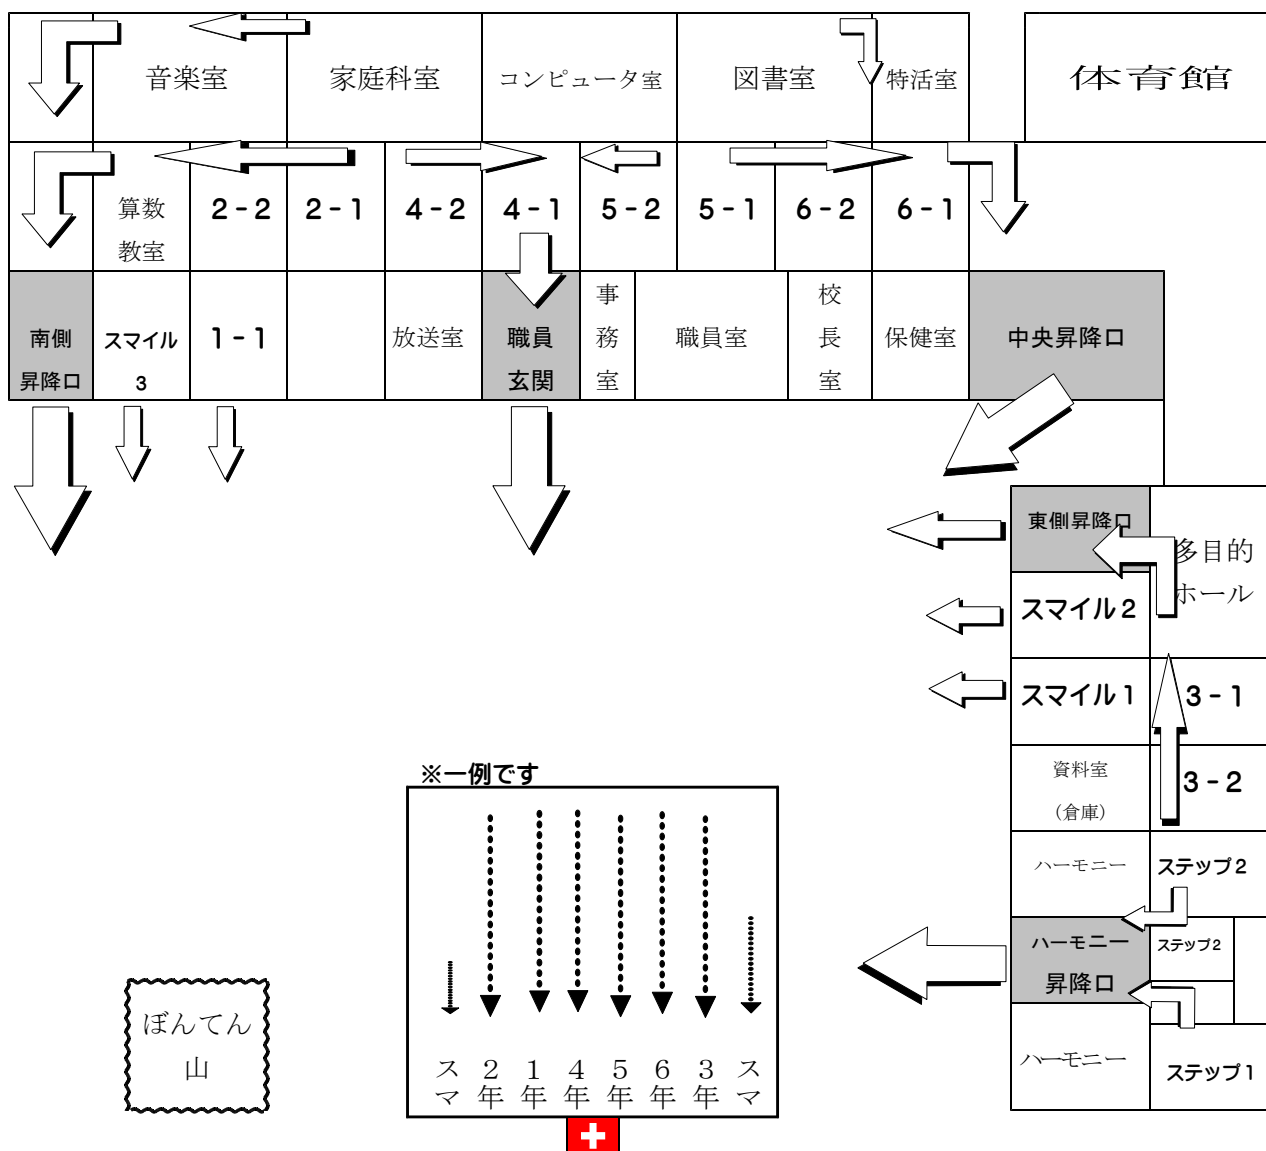 音楽室
家庭科室
コンピュータ室
図書室
特活室
体育館
算数
教室
2-2
2-1
4-2
4-1
5-2
5-1
6-2
6-1
南側
昇降口
スマイル
3
1-1
放送室
職員
玄関
事
務
室
職員室
校
長
室
保健室
中央昇降口
東側昇降口
多目的
ホール
スマイル2
スマイル1
3-1
資料室
(倉庫)
3-2
ハーモニー
ステップ2
ハーモニー
昇降口
ステップ2
ハーモニー
ステップ1
※一例です
スマ
2年
1年
4年
5年
6年
3年
スマ
ぼんてん
山